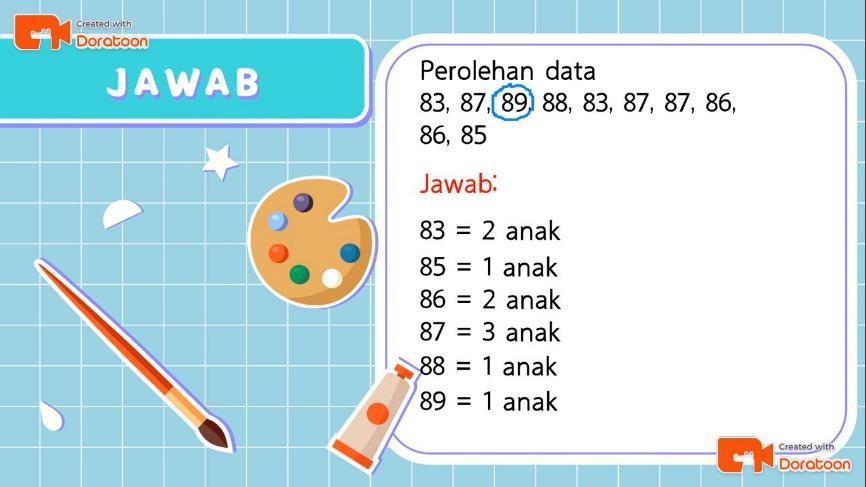 Created with
Doratoon
JAWAB
Perolehan data
83, 87, 89, 88, 83, 87, 87, 86,
86, 85
Jawab:
83 = 2 anak
85 = 1 anak
86 = 2 anak
87 = 3 anak
88 = 1 anak
89 = 1 anak
Created with
Doratoon